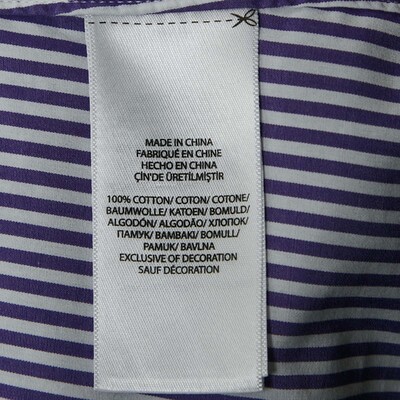 MADE IN CHINA
FABRIQUÉ EN CHINE
HECHO EN CHINA
ÇİN'DE ÜRETİLMİŞTİR
100% COTTON/ COTON/ COTONE/
BAUMWOLLE/ KATOEN/ BOMULD/
ALGODÓN/ ALGODÃO/ ХЛОПОК/
ПАМУК/ ΒΑΜΒΑΚΙ/ BOMULL/
PAMUK/ BAVLNA
EXCLUSIVE OF DECORATION
SAUF DÉCORATION